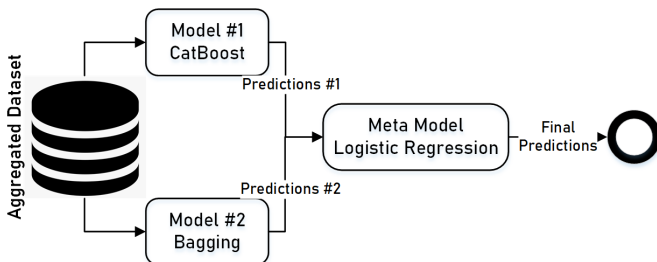 Aggregated Dataset
Model #1
CatBoost
Predictions #1
Meta Model
Logistic Regression
Final
Predictions
Predictions #2
Model #2
Bagging